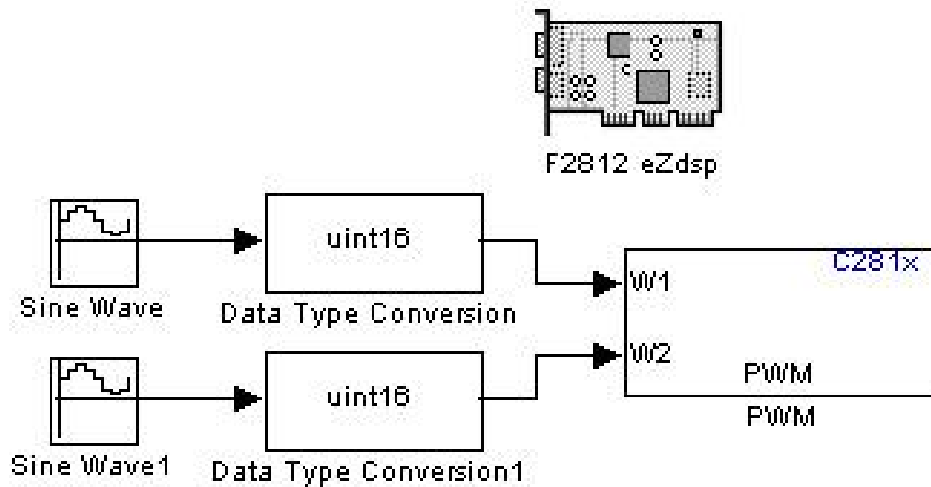 F2812 eZdsp
uint16
C281x
W1
Sine Wave
Data Type Conversion
W2
uint16
PWM
PWM
Sine Wave1
Data Type Conversion1